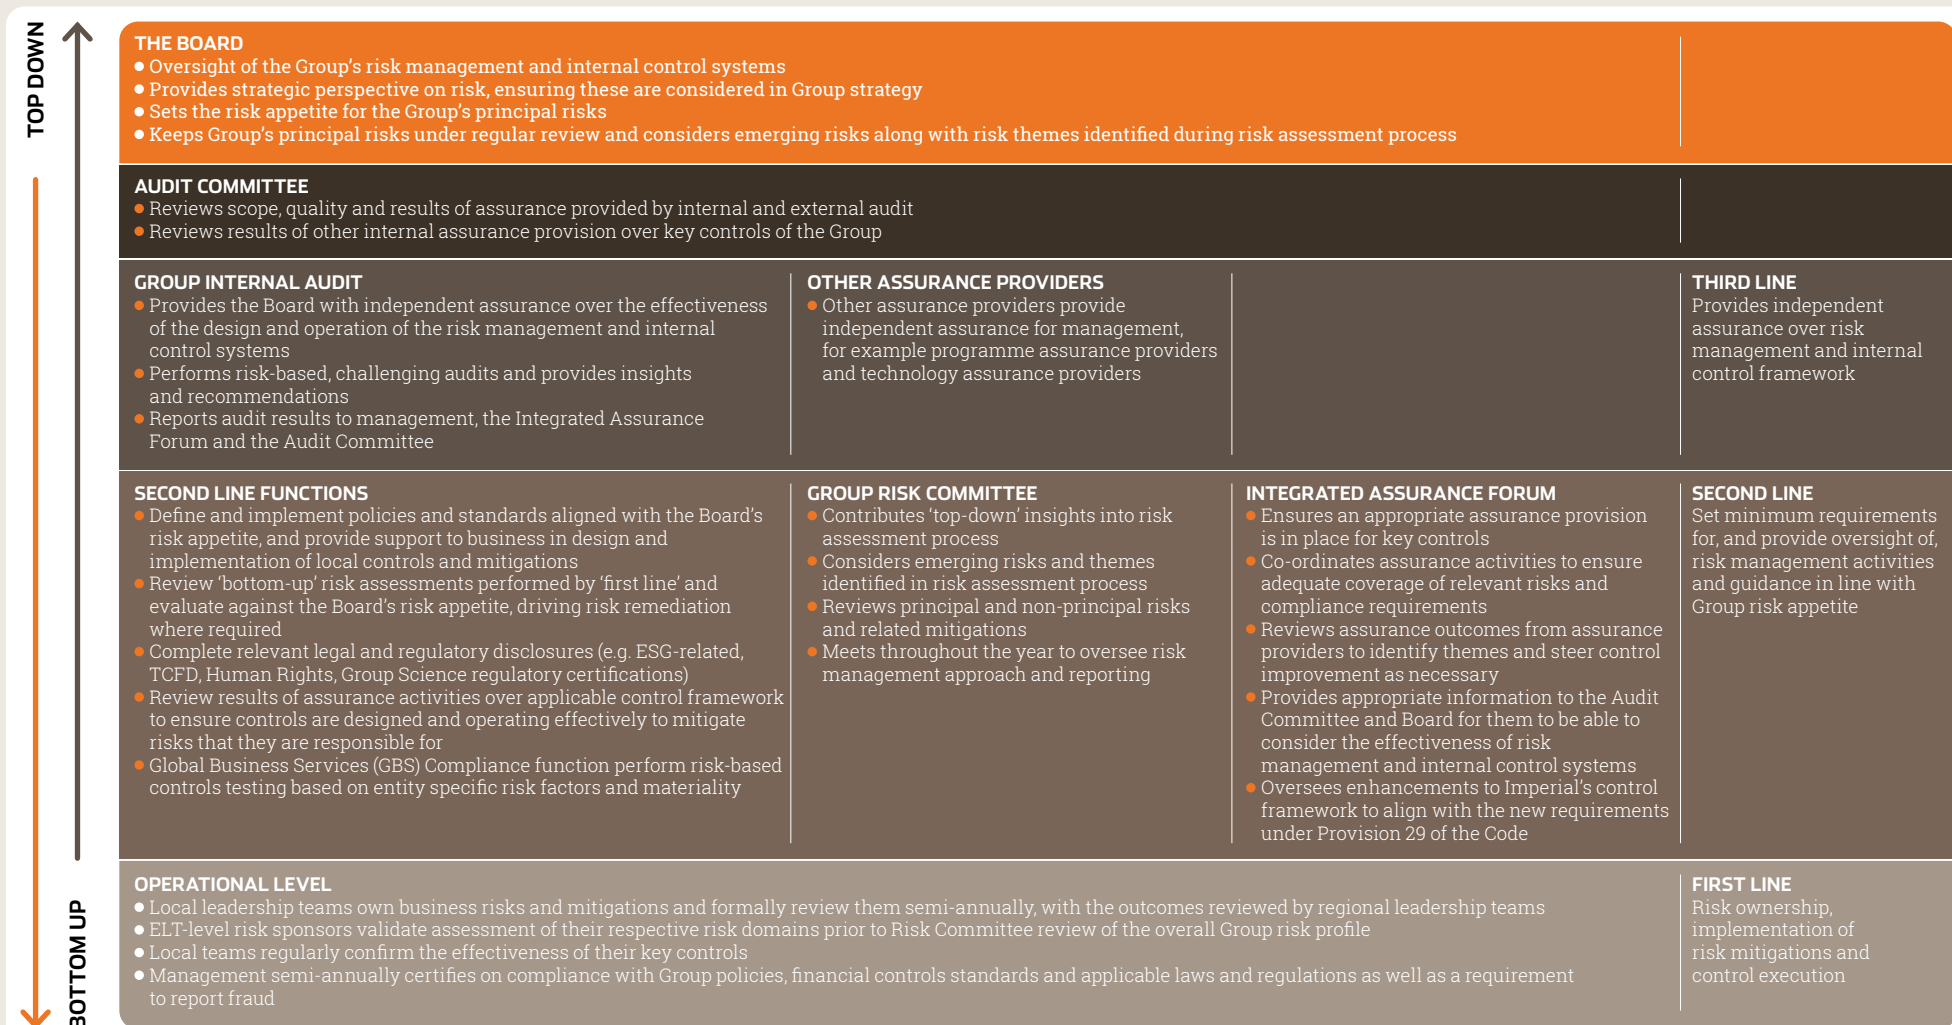 TOP DOWN
THE BOARD
● Oversight of the Group’s risk management and internal control systems
● Provides strategic perspective on risk, ensuring these are considered in Group strategy
● Sets the risk appetite for the Group’s principal risks
● Keeps Group’s principal risks under regular review and considers emerging risks along with risk themes identified during risk assessment process
AUDIT COMMITTEE
● Reviews scope, quality and results of assurance provided by internal and external audit
● Reviews results of other internal assurance provision over key controls of the Group
GROUP INTERNAL AUDIT
● Provides the Board with independent assurance over the effectiveness
of the design and operation of the risk management and internal
control systems
● Performs risk-based, challenging audits and provides insights
and recommendations
● Reports audit results to management, the Integrated Assurance
Forum and the Audit Committee
OTHER ASSURANCE PROVIDERS
● Other assurance providers provide
independent assurance for management,
for example programme assurance providers
and technology assurance providers
THIRD LINE
Provides independent
assurance over risk
management and internal
control framework
SECOND LINE FUNCTIONS
● Define and implement policies and standards aligned with the Board’s
risk appetite, and provide support to business in design and
implementation of local controls and mitigations
● Review ‘bottom-up’ risk assessments performed by ‘first line’ and
evaluate against the Board’s risk appetite, driving risk remediation
where required
● Complete relevant legal and regulatory disclosures (e.g. ESG-related,
TCFD, Human Rights, Group Science regulatory certifications)
● Review results of assurance activities over applicable control framework
to ensure controls are designed and operating effectively to mitigate
risks that they are responsible for
● Global Business Services (GBS) Compliance function perform risk-based
controls testing based on entity specific risk factors and materiality
GROUP RISK COMMITTEE
● Contributes ‘top-down’ insights into risk
assessment process
● Considers emerging risks and themes
identified in risk assessment process
● Reviews principal and non-principal risks
and related mitigations
● Meets throughout the year to oversee risk
management approach and reporting
INTEGRATED ASSURANCE FORUM
● Ensures an appropriate assurance provision
is in place for key controls
● Co-ordinates assurance activities to ensure
adequate coverage of relevant risks and
compliance requirements
● Reviews assurance outcomes from assurance
providers to identify themes and steer control
improvement as necessary
● Provides appropriate information to the Audit
Committee and Board for them to be able to
consider the effectiveness of risk
management and internal control systems
● Oversees enhancements to Imperial’s control
framework to align with the new requirements
under Provision 29 of the Code
SECOND LINE
Set minimum requirements
for, and provide oversight of,
risk management activities
and guidance in line with
Group risk appetite
BOTTOM UP
OPERATIONAL LEVEL
● Local leadership teams own business risks and mitigations and formally review them semi-annually, with the outcomes reviewed by regional leadership teams
● ELT-level risk sponsors validate assessment of their respective risk domains prior to Risk Committee review of the overall Group risk profile
● Local teams regularly confirm the effectiveness of their key controls
● Management semi-annually certifies on compliance with Group policies, financial controls standards and applicable laws and regulations as well as a requirement
to report fraud
FIRST LINE
Risk ownership,
implementation of
risk mitigations and
control execution